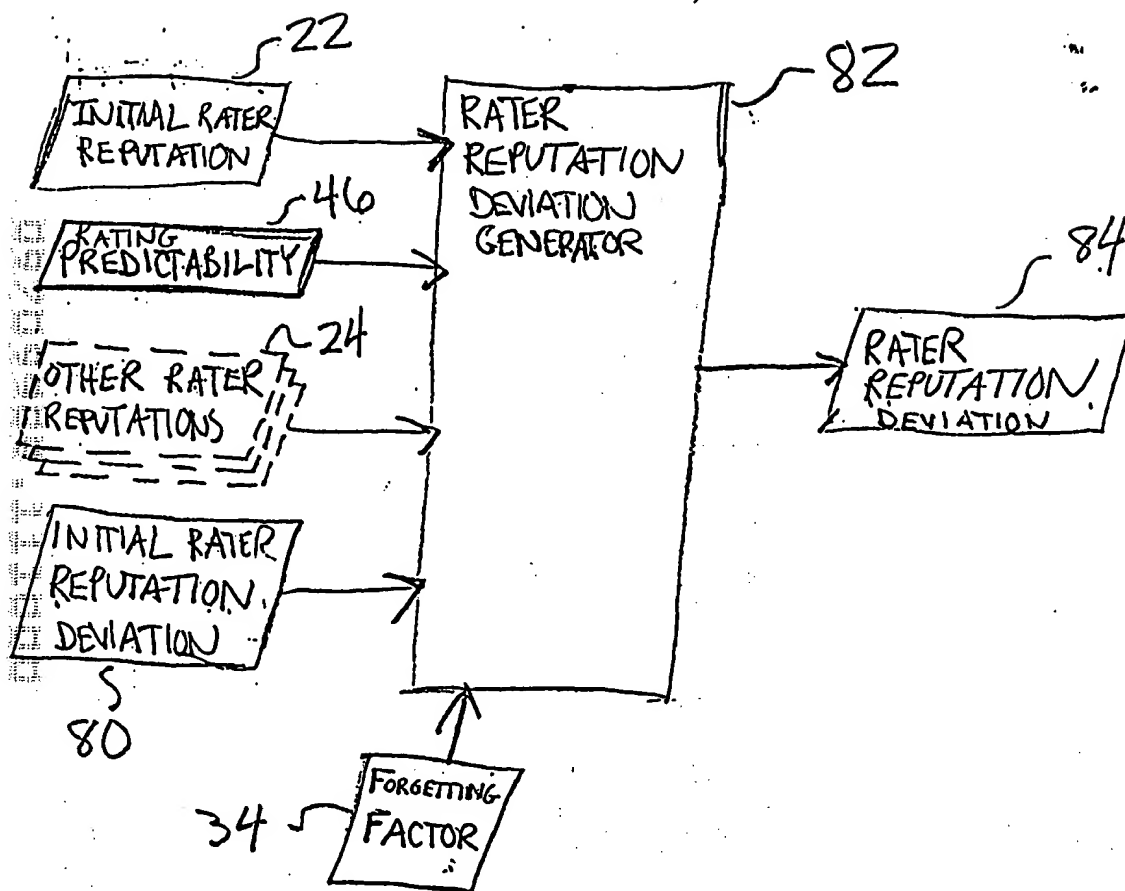 22
INITIAL RATER
REPUTATION
46
RATING
PREDICTABILITY
24
OTHER RATER
REPUTATIONS
INITIAL RATER
REPUTATION
DEVIATION
80
RATER
REPUTATION
DEVIATION
GENERATOR
82
84
RATER
REPUTATION
DEVIATION
34
FORGETTING
FACTOR